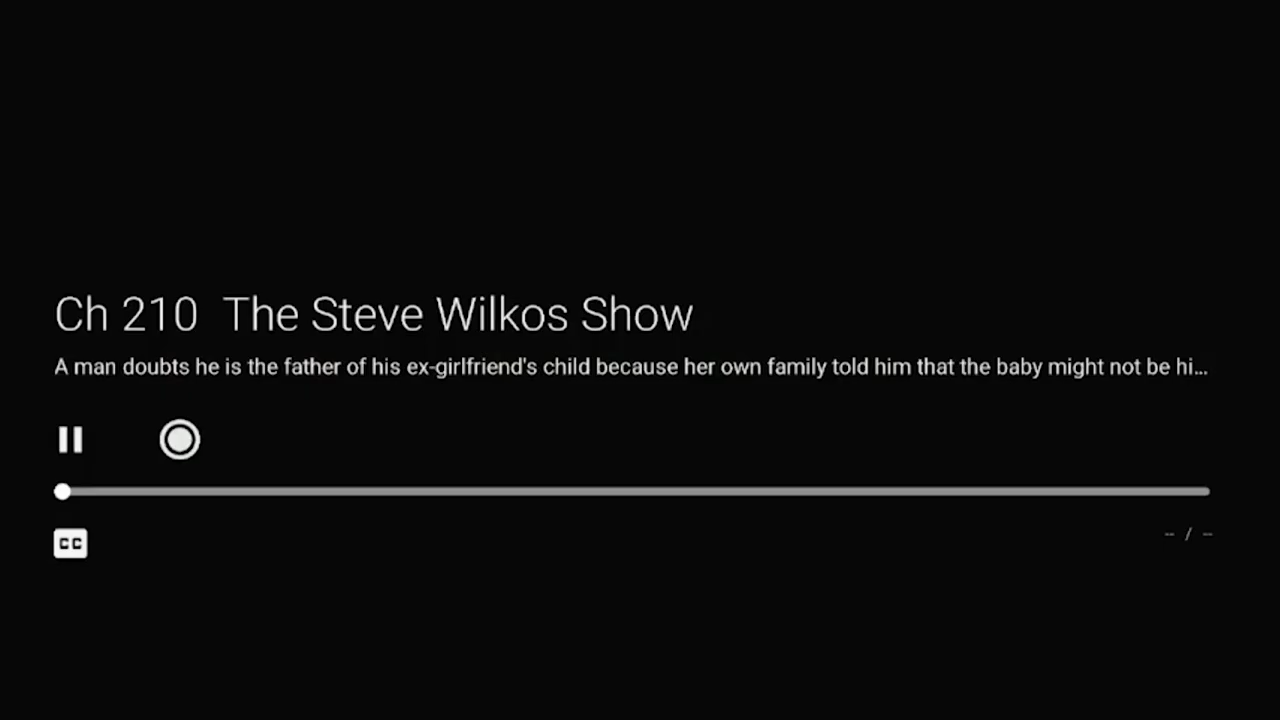 Ch 210 The Steve Wilkos Show
A man doubts he is the father of his ex-girlfriend's child because her own family told him that the baby might not be hi...
CC
-- / --